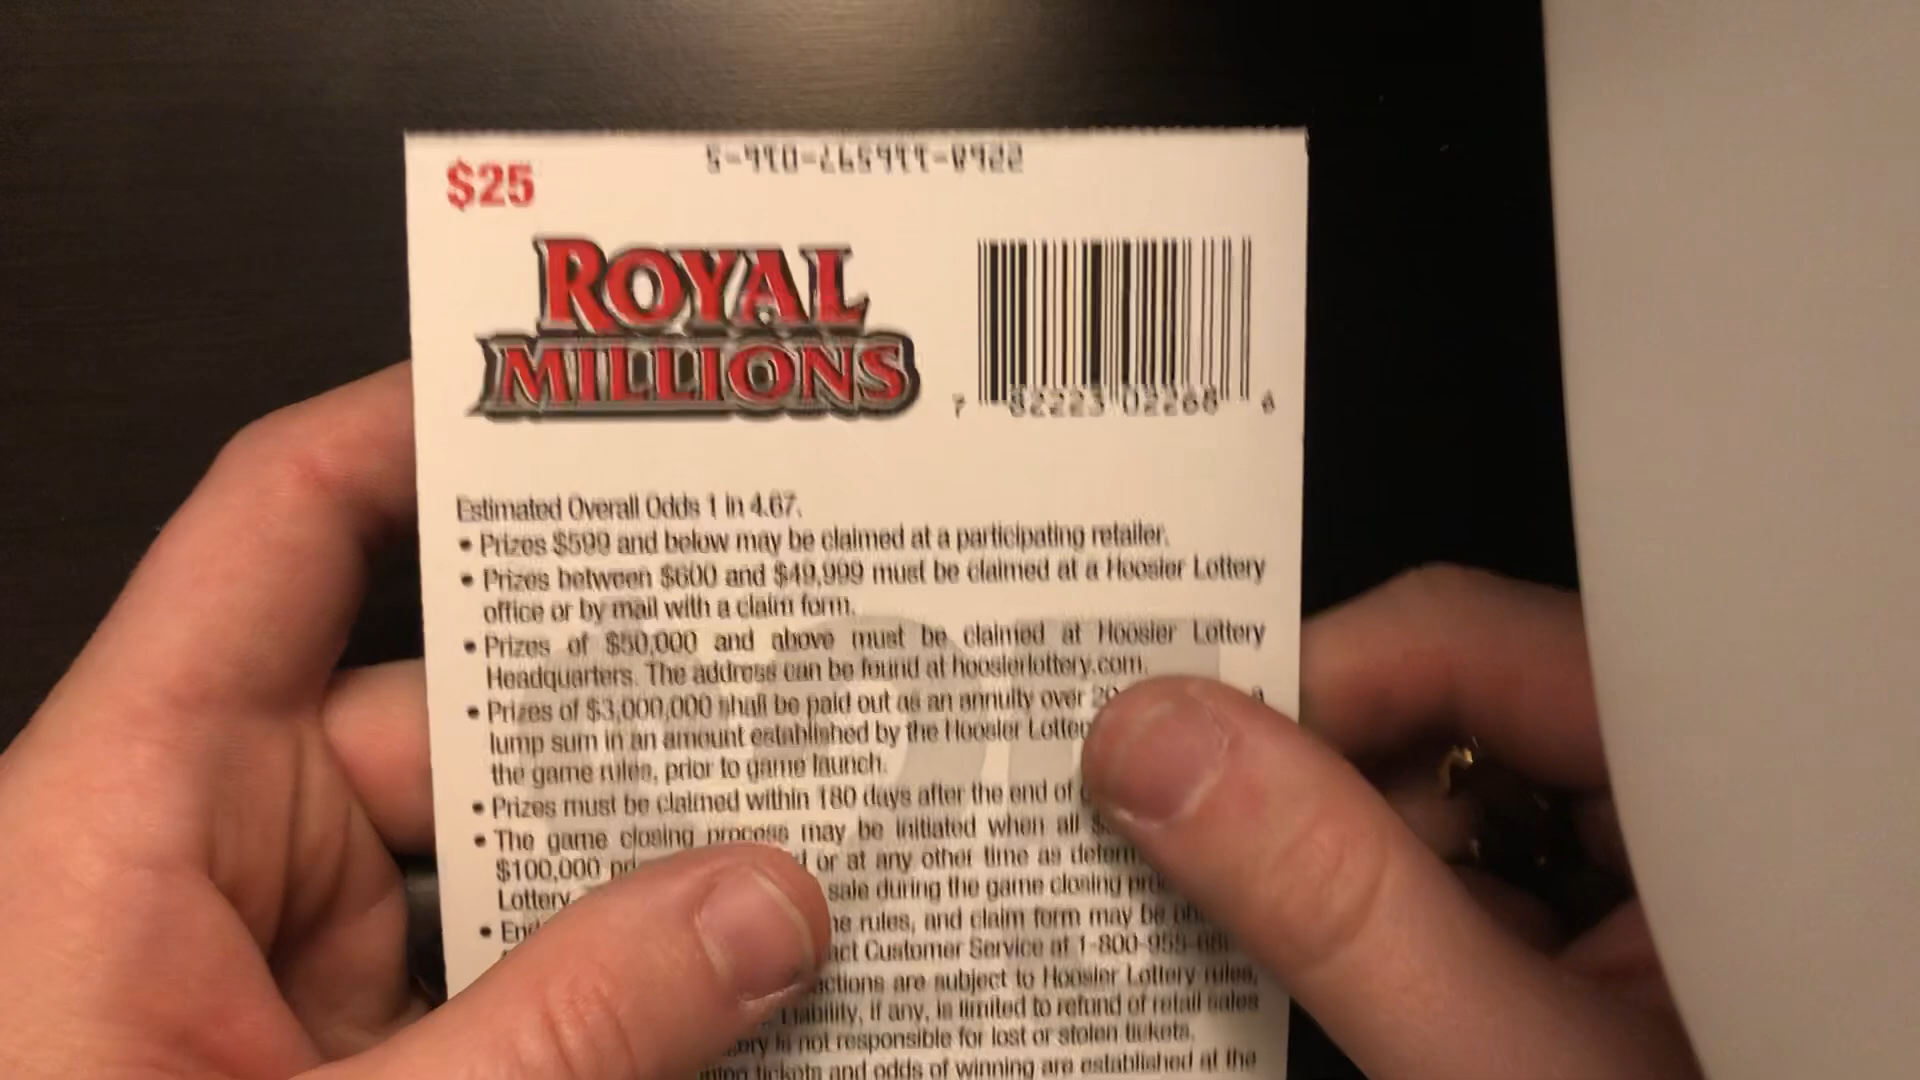 $25
ROYAL
MILLIONS
7 82223 02268 6
Estimated Overall Odds 1 in 4.67.
• Prizes $599 and below may be claimed at a participating retailer.
• Prizes between $600 and $49,999 must be claimed at a Hoosier Lottery
office or by mail with a claim form.
• Prizes of $50,000 and above must be claimed at Hoosier Lottery
Headquarters. The address can be found at hoosierlottery.com.
• Prizes of $3,000,000 shall be paid out as an annuity over 20 a
lump sum in an amount established by the Hoosier
the game rules, prior to game launch.
• Prizes must be claimed within 180 days after the end of
• The game closing process may be initiated when all
$100,000 or at any other time as
Lottery sale during the game closing
• rules, and claim form may be
Customer Service at
are subject to Hoosier Lottery rules,
Liability, if any, is limited to refund of retail sales
is not responsible for lost or stolen tickets.
tickets and odds of winning are established at the